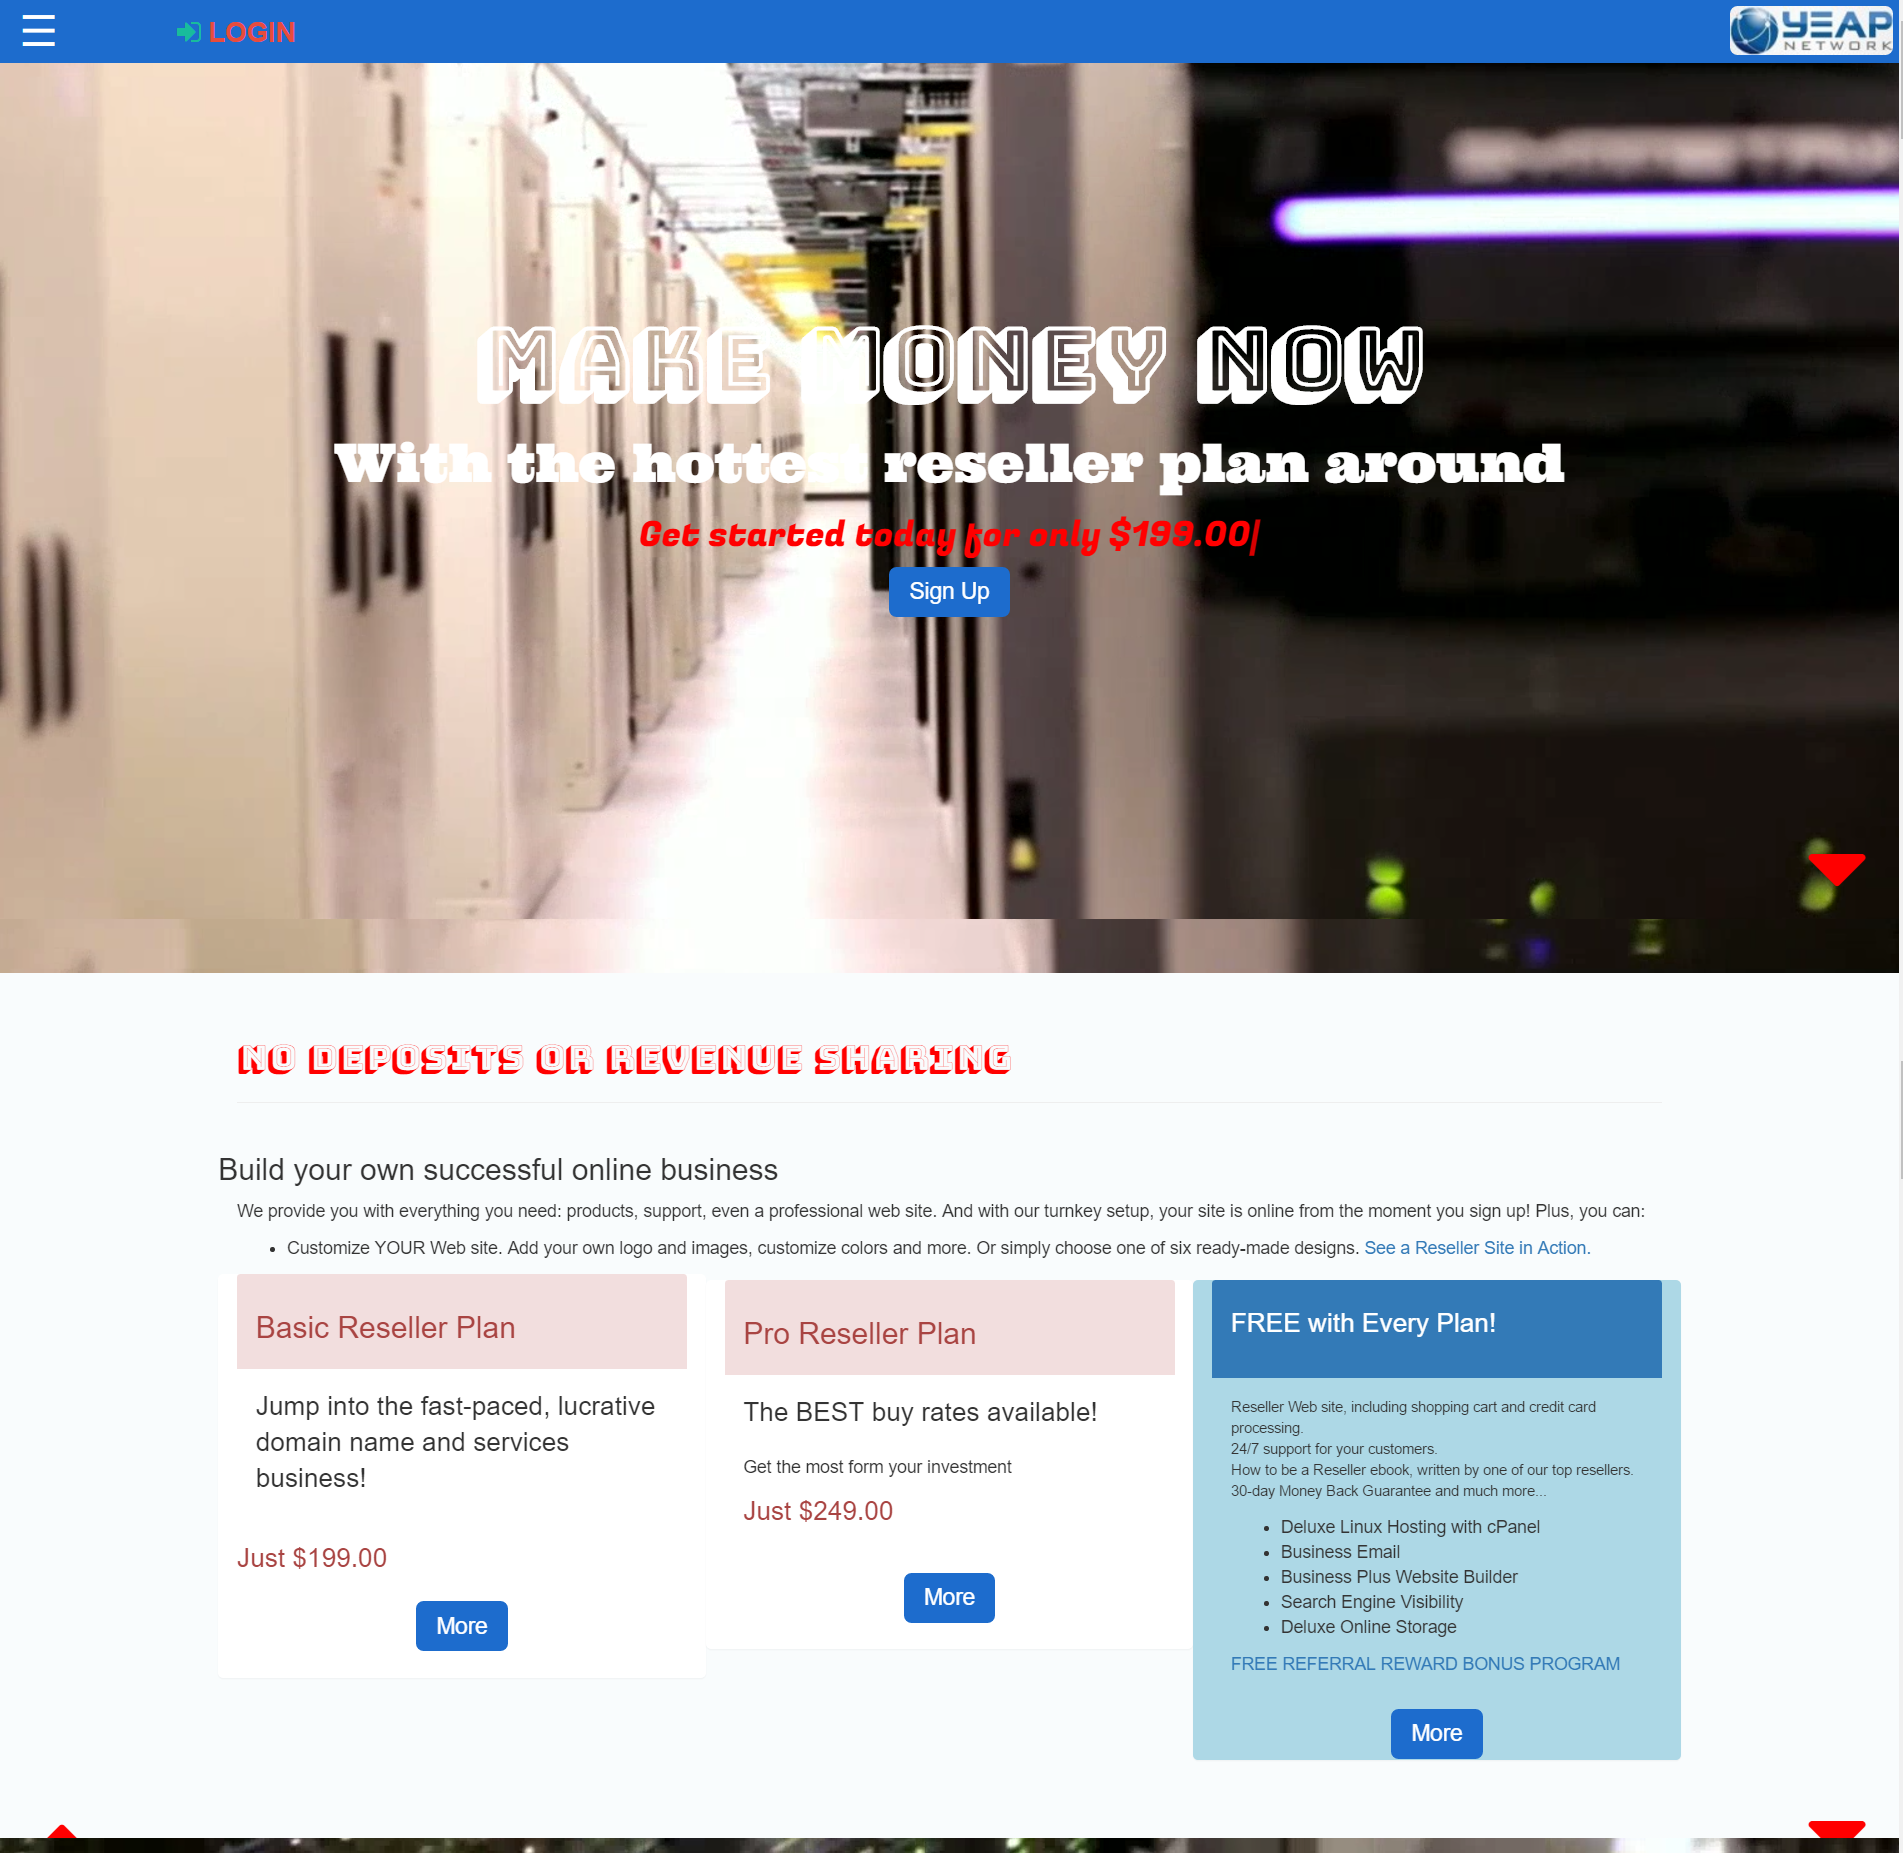 LOGIN
YEAP
NETWORK
MAKE MONEY NOW
With the hottest reseller plan around
Get started today for only $199.00|
Sign Up
NO DEPOSITS OR REVENUE SHARING
Build your own successful online business
We provide you with everything you need: products, support, even a professional web site. And with our turnkey setup, your site is online from the moment you sign up! Plus, you can:
• Customize YOUR Web site. Add your own logo and images, customize colors and more. Or simply choose one of six ready-made designs. See a Reseller Site in Action.
Basic Reseller Plan
Jump into the fast-paced, lucrative
domain name and services
business!
Just $199.00
More
Pro Reseller Plan
The BEST buy rates available!
Get the most form your investment
Just $249.00
More
FREE with Every Plan!
Reseller Web site, including shopping cart and credit card
processing.
24/7 support for your customers.
How to be a Reseller ebook, written by one of our top resellers.
30-day Money Back Guarantee and much more...
• Deluxe Linux Hosting with cPanel
• Business Email
• Business Plus Website Builder
• Search Engine Visibility
• Deluxe Online Storage
FREE REFERRAL REWARD BONUS PROGRAM
More